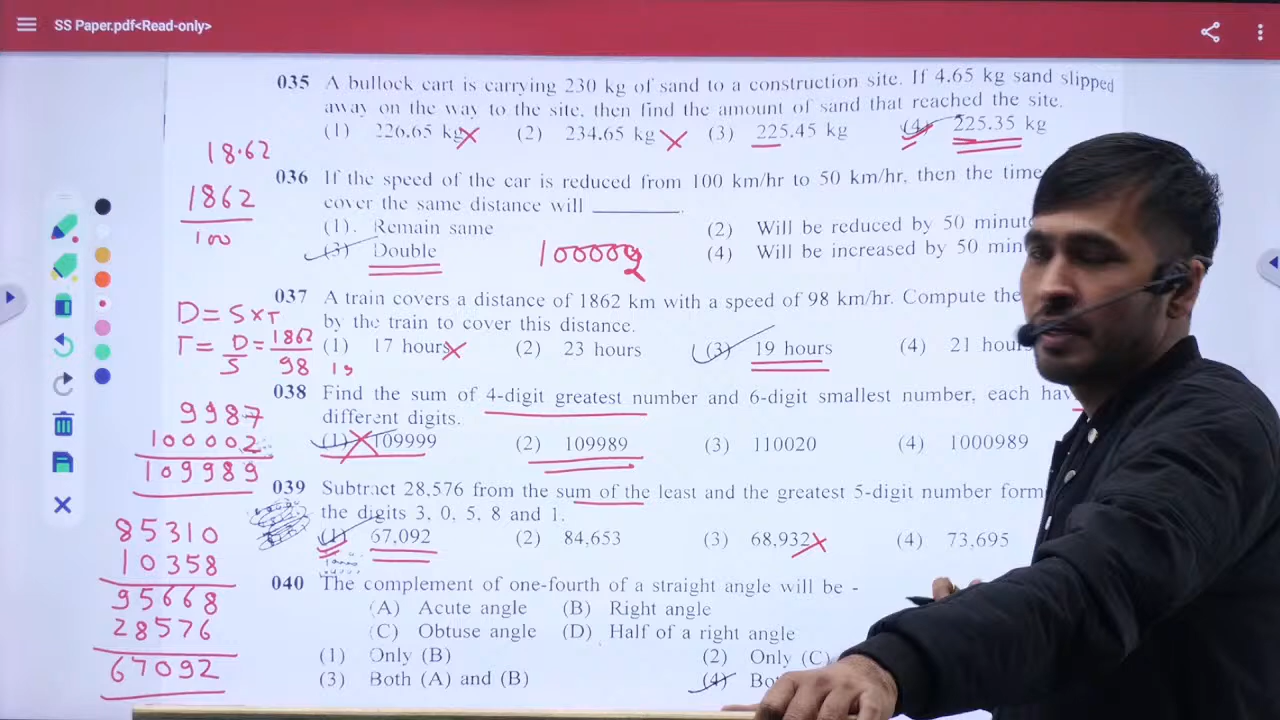 SS Paper.pdf<Read-only>
035 A bullock cart is carrying 230 kg of sand to a construction site. If 4.65 kg sand slipped
away on the way to the site, then find the amount of sand that reached the site.
(1) 226.65 kg (2) 234.65 kg (3) 225.45 kg (4) 225.35 kg
18.62
1862
100
036 If the speed of the car is reduced from 100 km/hr to 50 km/hr, then the time
cover the same distance will ________.
(1). Remain same (2) Will be reduced by 50
(3) Double (4) Will be increased by 50
100000
037 A train covers a distance of 1862 km with a speed of 98 km/hr. Compute the
by the train to cover this distance.
(1) 17 hours (2) 23 hours (3) 19 hours (4) 21
D = S × T
T = D/S = 1862/98
038 Find the sum of 4-digit greatest number and 6-digit smallest number, each
different digits.
(1) 109999 (2) 109989 (3) 110020 (4) 1000989
9987
100002
109989
039 Subtract 28,576 from the sum of the least and the greatest 5-digit number
the digits 3, 0, 5, 8 and 1.
(1) 67,092 (2) 84,653 (3) 68,932 (4) 73,695
85310
10358
95668
28576
67092
040 The complement of one-fourth of a straight angle will be -
(A) Acute angle (B) Right angle
(C) Obtuse angle (D) Half of a right angle
(1) Only (B) (2) Only (C)
(3) Both (A) and (B) (4)